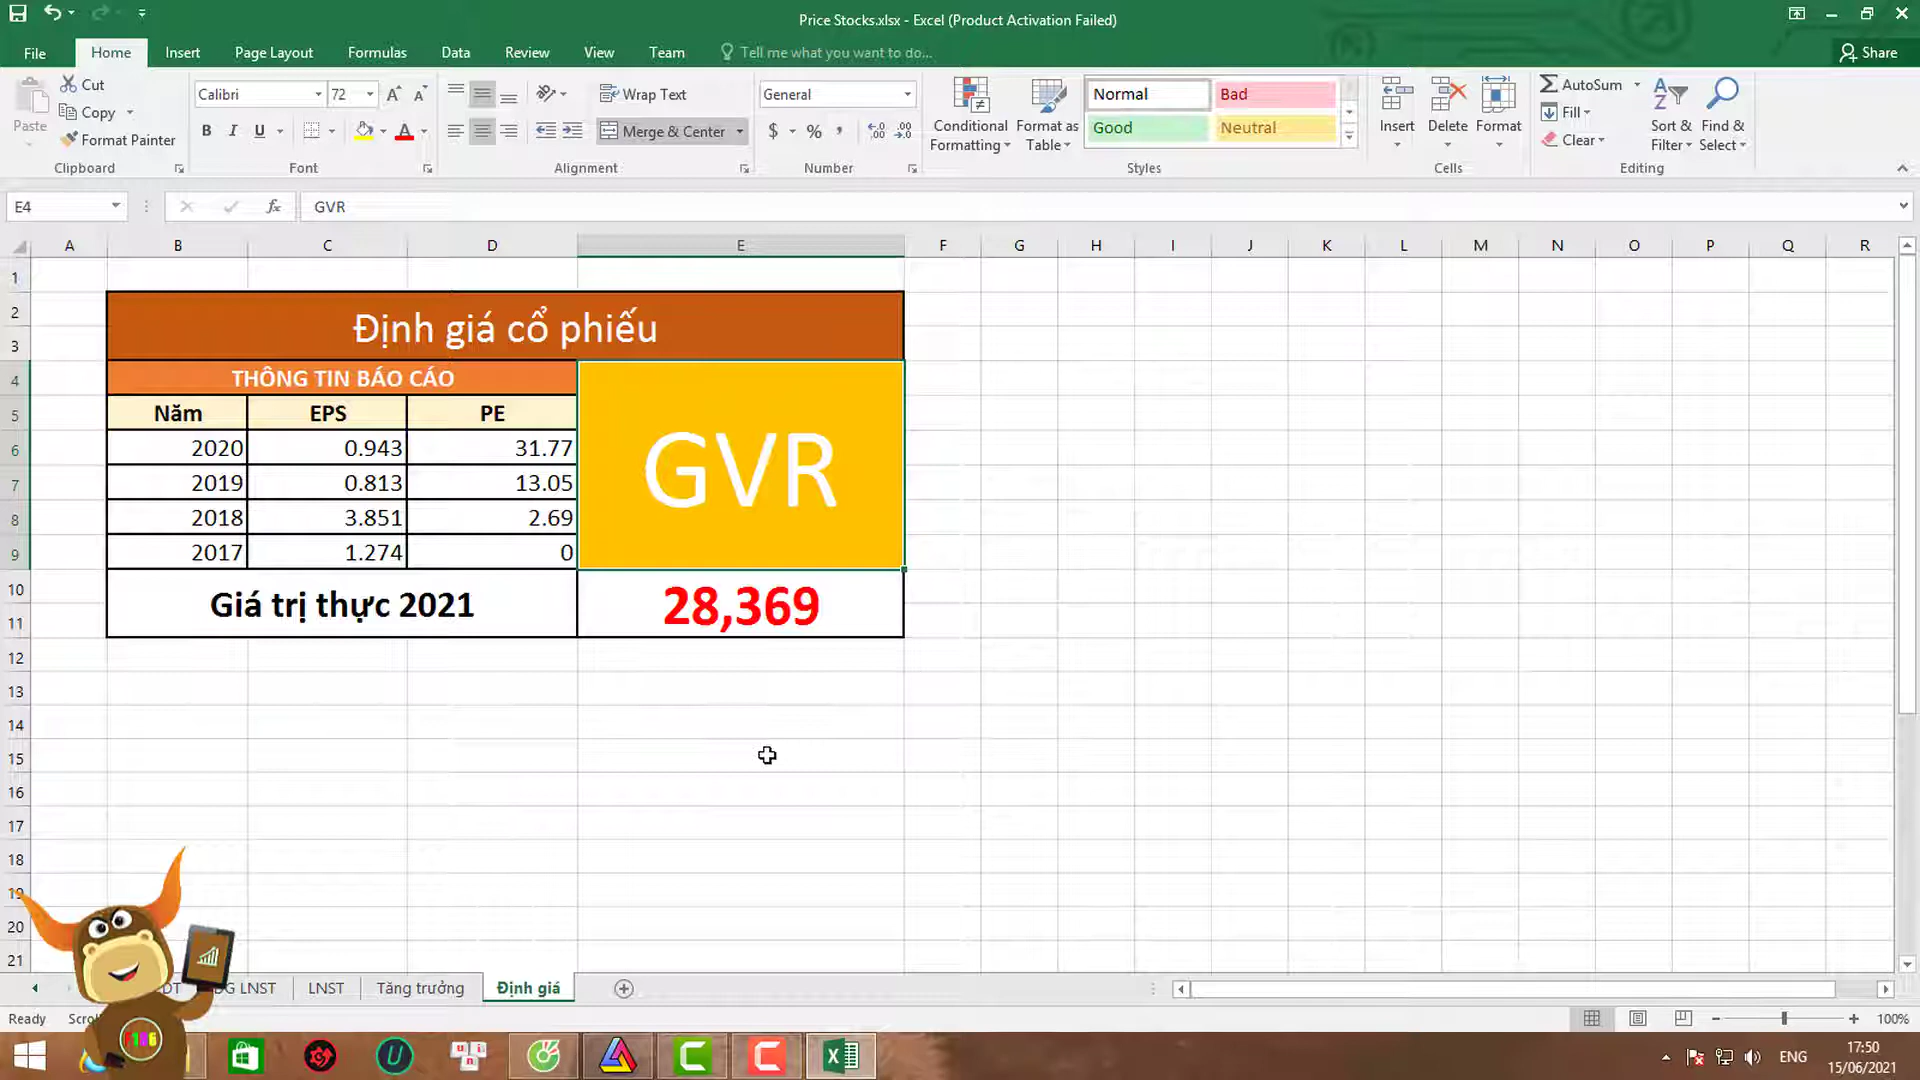 Price Stocks.xlsx - Excel (Product Activation Failed)
File Home Insert Page Layout Formulas Data Review View Team Tell me what you want to do... Share
Paste
Cut
Copy
Format Painter
Clipboard
Calibri 72
B I U
Font
Wrap Text
Merge & Center
Alignment
General
$ %
Number
Conditional Formatting
Format as Table
Normal Bad
Good Neutral
Styles
Insert Delete Format
Cells
AutoSum
Fill
Clear
Sort & Filter
Find & Select
Editing
E4 fx GVR
A B C D E F G H I J K L M N O P Q R
1
2
3
Định giá cổ phiếu
4 THÔNG TIN BÁO CÁO
5 Năm EPS PE
6 2020 0.943 31.77
7 2019 0.813 13.05
8 2018 3.851 2.69
9 2017 1.274 0
GVR
10
11
Giá trị thực 2021 28,369
12
13
14
15
16
17
18
19
20
21
DT G LNST LNST Tăng trưởng Định giá
Ready 100%
ENG
17:50
15/06/2021